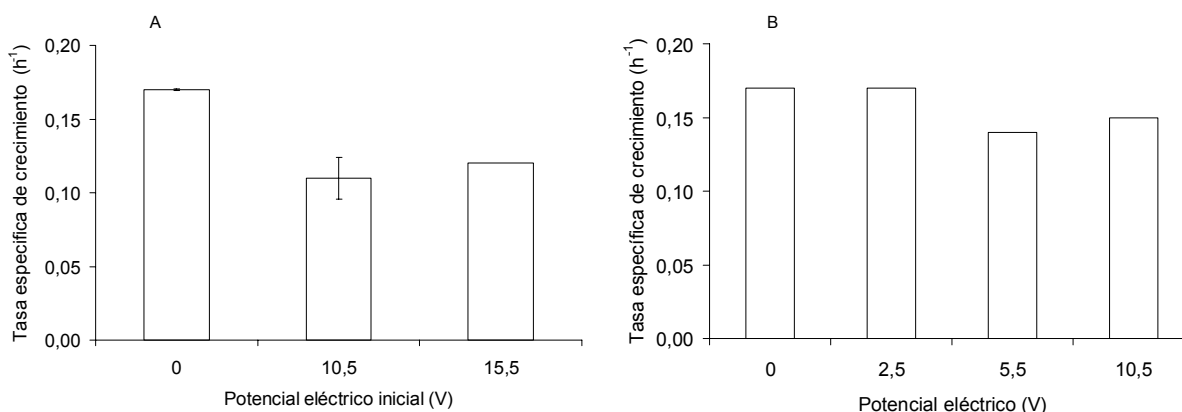 A
Tasa especifica de crecimiento (h-1)
0,20
0,15
0,10
0,05
0,00
0 10,5 15,5
Potencial eléctrico inicial (V)
B
Tasa específica de crecimiento (h-1)
0,20
0,15
0,10
0,05
0,00
0 2,5 5,5 10,5
Potencial eléctrico (V)